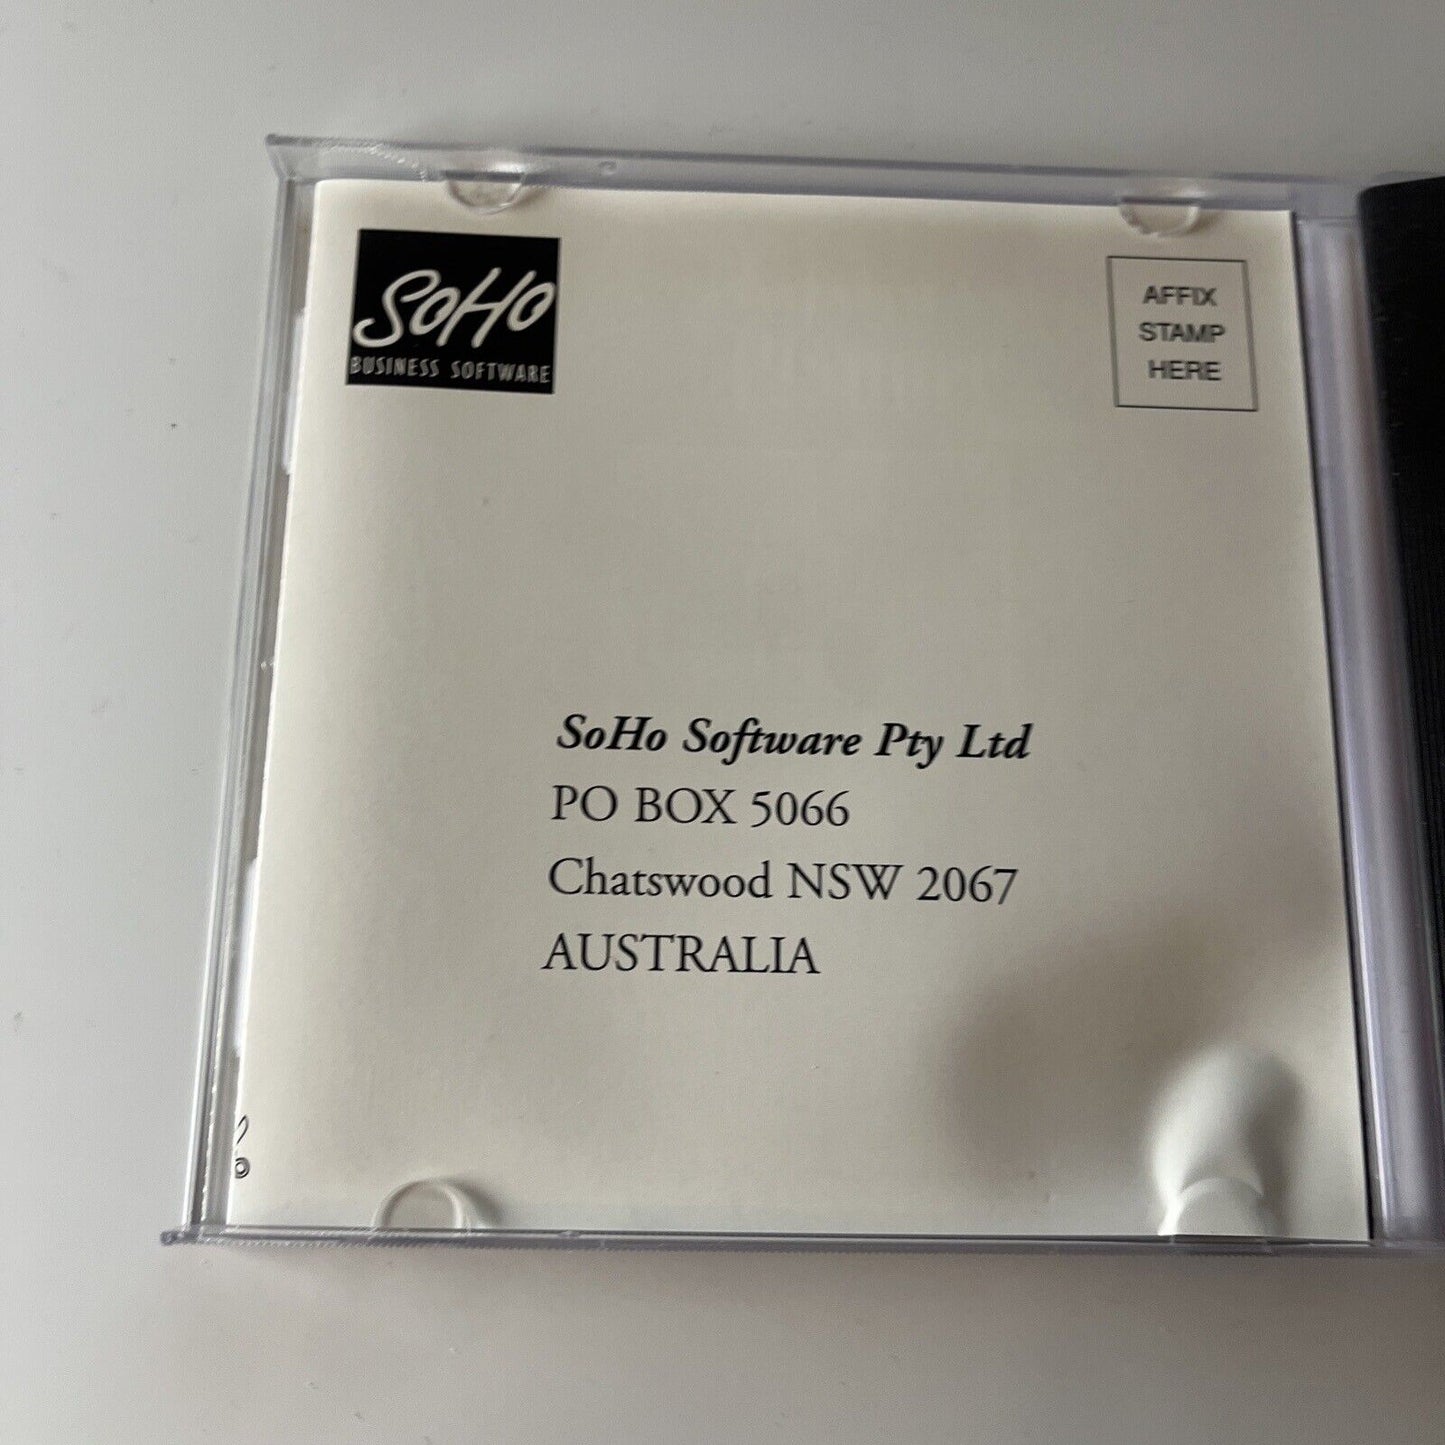 SoHo
BUSINESS SOFTWARE
AFFIX
STAMP
HERE
SoHo Software Pty Ltd
PO BOX 5066
Chatswood NSW 2067
AUSTRALIA